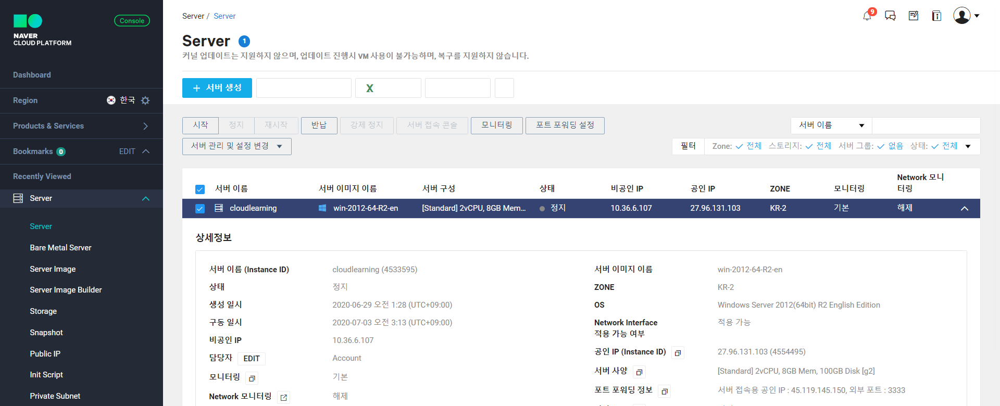 NAVER
CLOUD PLATFORM
Console
Dashboard
Region 한국
Products & Services
Bookmarks 0 EDIT
Recently Viewed
Server
Server
Bare Metal Server
Server Image
Server Image Builder
Storage
Snapshot
Public IP
Init Script
Private Subnet
Server / Server
9
Server 1
커널 업데이트는 지원하지 않으며, 업데이트 진행시 VM 사용이 불가능하며, 복구를 지원하지 않습니다.
+ 서버 생성
X
시작 정지 재시작 반납 강제 정지 서버 접속 콘솔 모니터링 포트 포워딩 설정
서버 이름
서버 관리 및 설정 변경
필터 Zone: 전체 스토리지: 전체 서버 그룹: 없음 상태: 전체
서버 이름 서버 이미지 이름 서버 구성 상태 비공인 IP 공인 IP ZONE 모니터링 Network 모니터링
cloudlearning win-2012-64-R2-en [Standard] 2vCPU, 8GB Mem... 정지 10.36.6.107 27.96.131.103 KR-2 기본 해제
상세정보
서버 이름 (Instance ID) cloudlearning (4533595)
상태 정지
생성 일시 2020-06-29 오전 1:28 (UTC+09:00)
구동 일시 2020-07-03 오전 3:13 (UTC+09:00)
비공인 IP 10.36.6.107
담당자 EDIT Account
모니터링 기본
Network 모니터링 해제
서버 이미지 이름 win-2012-64-R2-en
ZONE KR-2
OS Windows Server 2012(64bit) R2 English Edition
Network Interface 적용 가능
적용 가능 여부
공인 IP (Instance ID) 27.96.131.103 (4554495)
서버 사양 [Standard] 2vCPU, 8GB Mem, 100GB Disk [g2]
포트 포워딩 정보 서버 접속용 공인 IP : 45.119.145.150, 외부 포트 : 3333